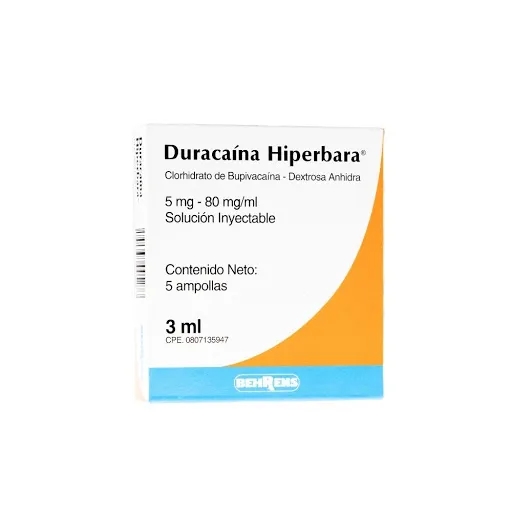 Duracaína Hiperbara®
Clorhidrato de Bupivacaína - Dextrosa Anhidra
5 mg - 80 mg/ml
Solución Inyectable
Contenido Neto:
5 ampollas
3 ml
CPE. 0807135947
BEHRENS